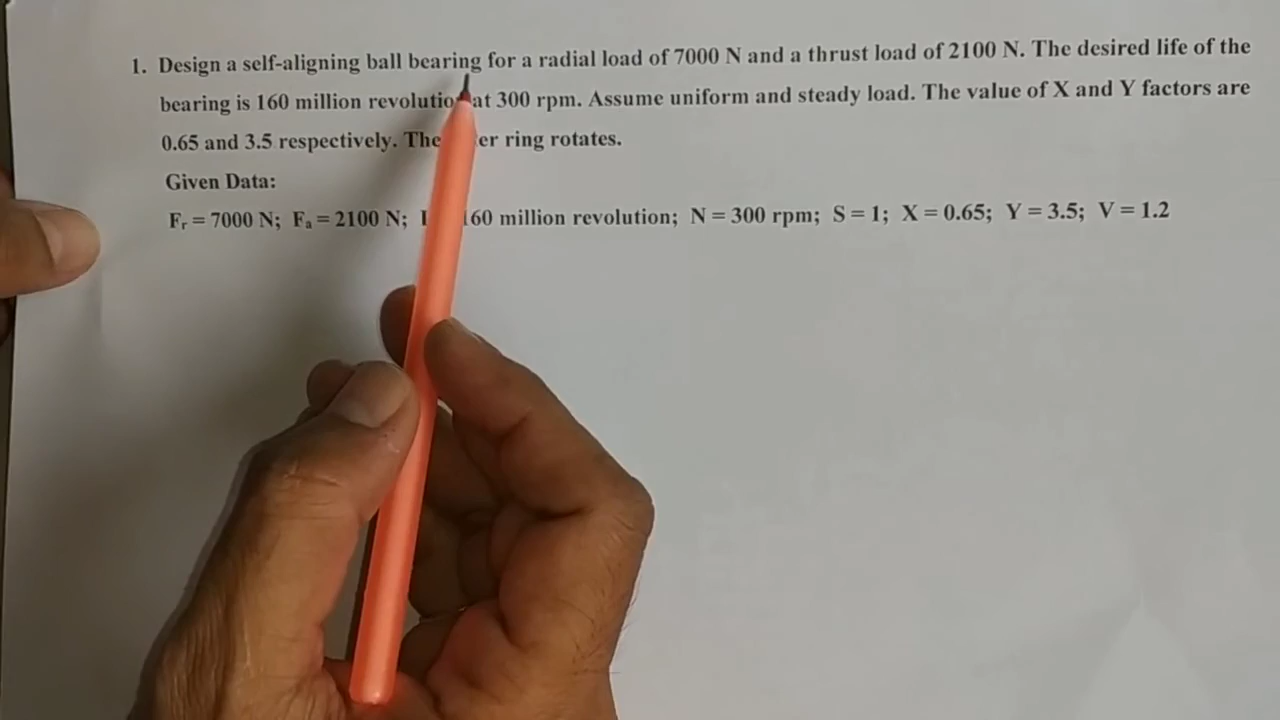 1. Design a self-aligning ball bearing for a radial load of 7000 N and a thrust load of 2100 N. The desired life of the
bearing is 160 million revolutio at 300 rpm. Assume uniform and steady load. The value of X and Y factors are
0.65 and 3.5 respectively. The er ring rotates.
Given Data:
Fr = 7000 N; Fa = 2100 N; 160 million revolution; N = 300 rpm; S = 1; X = 0.65; Y = 3.5; V = 1.2